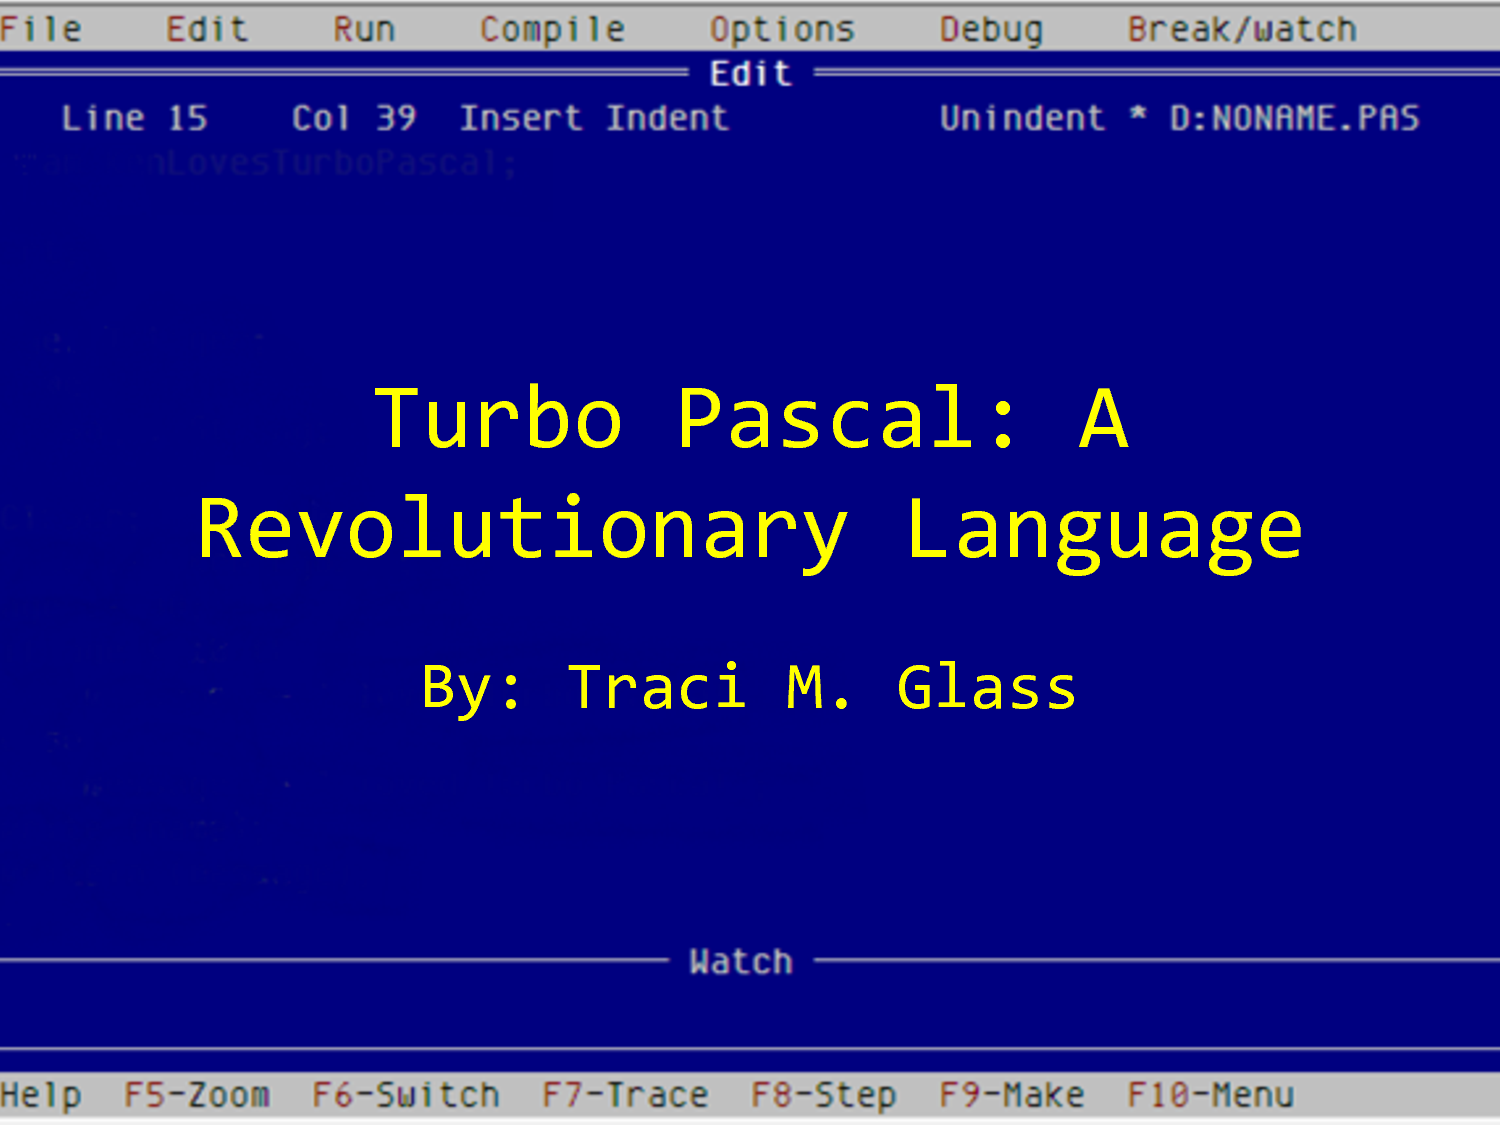 File Edit Run Compile Options Debug Break/watch
Edit
Line 15 Col 39 Insert Indent Unindent * D:NONAME.PAS
LovesTurboPascal;
Turbo Pascal: A
Revolutionary Language
By: Traci M. Glass
Watch
Help F5-Zoom F6-Switch F7-Trace F8-Step F9-Make F10-Menu